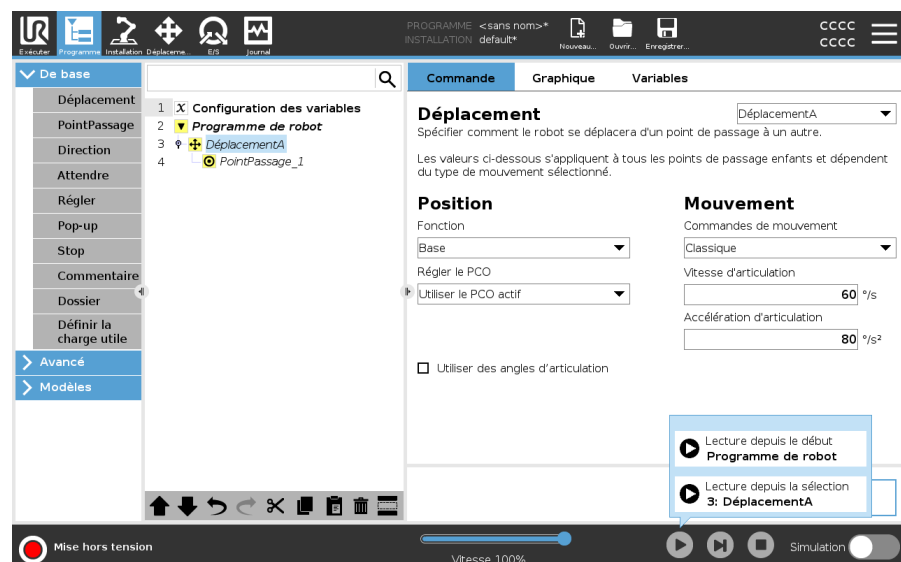 PROGRAMME <sans nom>*
INSTALLATION default*
Exécuter
Programme
Installation
Déplaceme...
E/S
Journal
Nouveau...
Ouvrir...
Enregistrer...
CCCC
CCCC
De base
Déplacement
PointPassage
Direction
Attendre
Régler
Pop-up
Stop
Commentaire
Dossier
Définir la
charge utile
Avancé
Modèles
1 X Configuration des variables
2 Programme de robot
3 DéplacementA
4 PointPassage_1
Commande Graphique Variables
Déplacement
DéplacementA
Spécifier comment le robot se déplacera d'un point de passage à un autre.
Les valeurs ci-dessous s'appliquent à tous les points de passage enfants et dépendent
du type de mouvement sélectionné.
Position
Fonction
Base
Régler le PCO
Utiliser le PCO actif
Utiliser des angles d'articulation
Mouvement
Commandes de mouvement
Classique
Vitesse d'articulation
60 °/s
Accélération d'articulation
80 °/s²
Lecture depuis le début
Programme de robot
Lecture depuis la sélection
3: DéplacementA
Mise hors tension
Vitesse 100%
Simulation